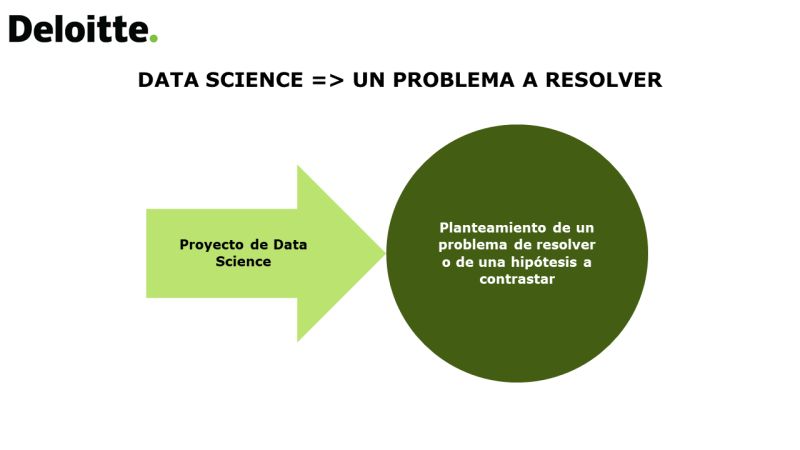 Deloitte.
DATA SCIENCE => UN PROBLEMA A RESOLVER
Proyecto de Data
Science
Planteamiento de un
problema de resolver
o de una hipótesis a
contrastar